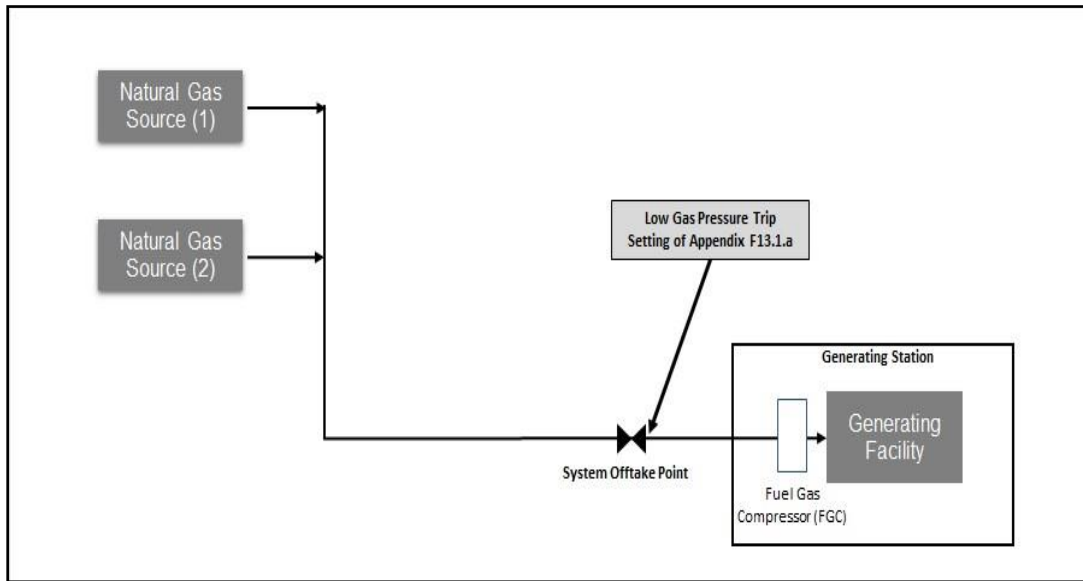 Natural Gas
Source (1)
Natural Gas
Source (2)
Low Gas Pressure Trip
Setting of Appendix F13.1.a
System Offtake Point
Generating Station
Generating
Facility
Fuel Gas
Compressor (FGC)